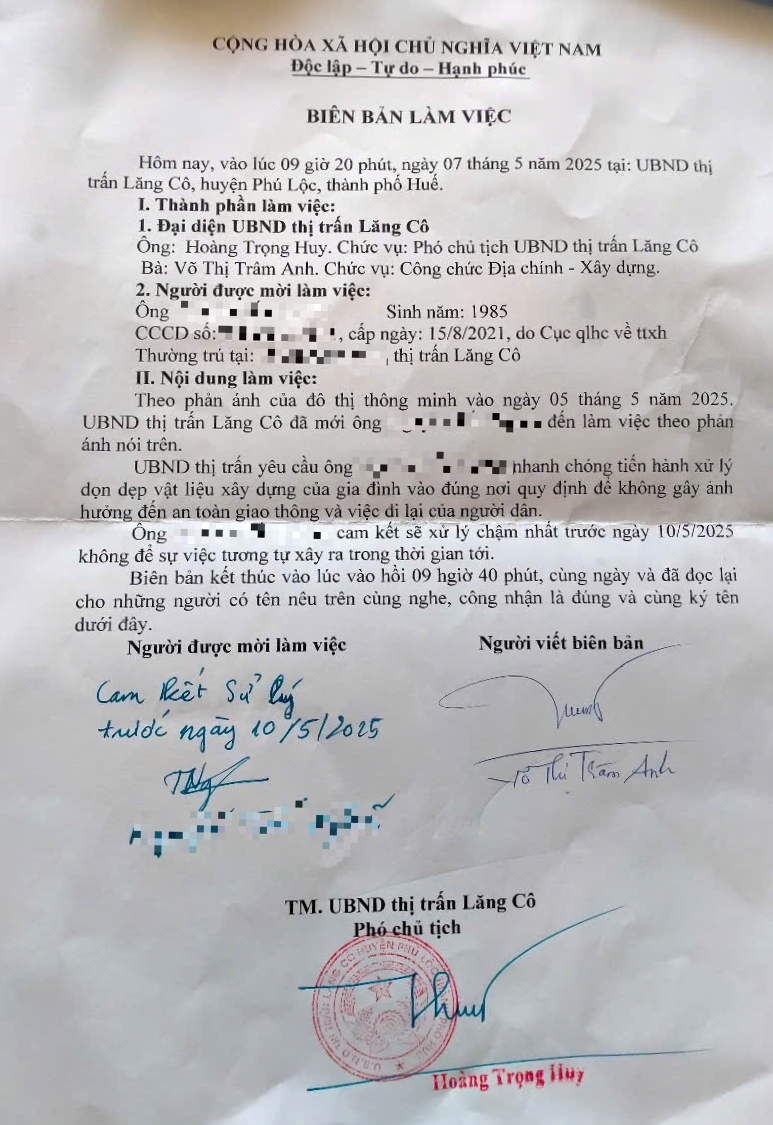 CỘNG HÒA XÃ HỘI CHỦ NGHĨA VIỆT NAM
Độc lập – Tự do – Hạnh phúc
BIÊN BẢN LÀM VIỆC
Hôm nay, vào lúc 09 giờ 20 phút, ngày 07 tháng 5 năm 2025 tại: UBND thị
trấn Lăng Cô, huyện Phú Lộc, thành phố Huế.
I. Thành phần làm việc:
1. Đại diện UBND thị trấn Lăng Cô
Ông: Hoàng Trọng Huy. Chức vụ: Phó chủ tịch UBND thị trấn Lăng Cô
Bà: Võ Thị Trâm Anh. Chức vụ: Công chức Địa chính - Xây dựng.
2. Người được mời làm việc:
Ông Sinh năm: 1985
CCCD số: , cấp ngày: 15/8/2021, do Cục qlhc về ttxh
Thường trú tại: , thị trấn Lăng Cô
II. Nội dung làm việc:
Theo phản ánh của đô thị thông minh vào ngày 05 tháng 5 năm 2025.
UBND thị trấn Lăng Cô đã mới ông đến làm việc theo phản
ánh nói trên.
UBND thị trấn yêu cầu ông nhanh chóng tiến hành xử lý
dọn dẹp vật liệu xây dựng của gia đình vào đúng nơi quy định để không gây ảnh
hưởng đến an toàn giao thông và việc đi lại của người dân.
Ông cam kết sẽ xử lý chậm nhất trước ngày 10/5/2025
không để sự việc tương tự xảy ra trong thời gian tới.
Biên bản kết thúc vào lúc vào hồi 09 hgiờ 40 phút, cùng ngày và đã đọc lại
cho những người có tên nêu trên cùng nghe, công nhận là đúng và cùng ký tên
dưới đây.
Người được mời làm việc
Người viết biên bản
Cam kết sử lý
trước ngày 10/5/2025
Võ Thị Trâm Anh
TM. UBND thị trấn Lăng Cô
Phó chủ tịch
Hoàng Trọng Huy